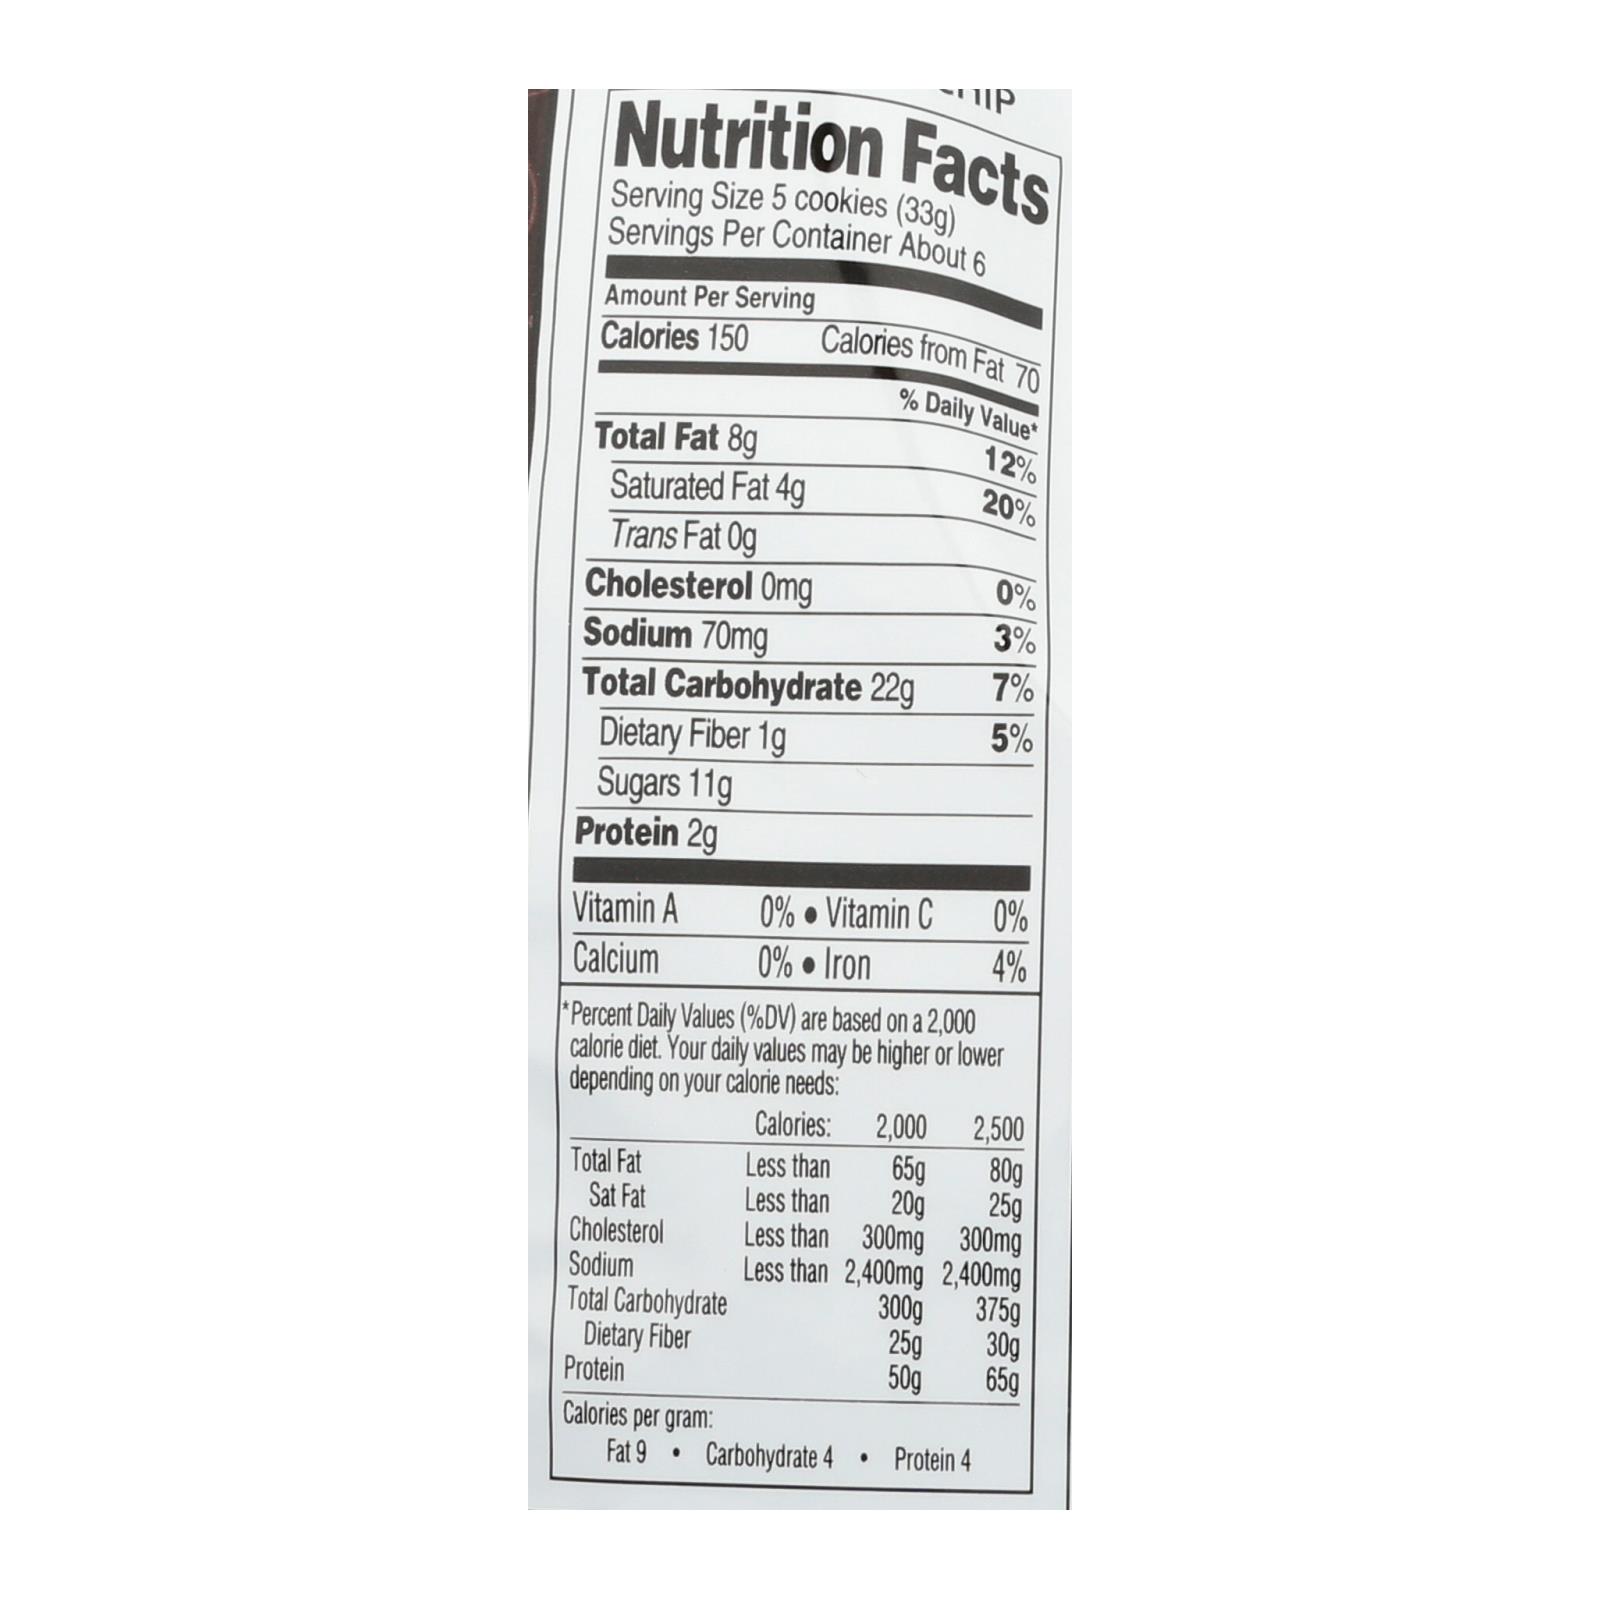 Nutrition Facts
Serving Size 5 cookies (33g)
Servings Per Container About 6
Amount Per Serving
Calories 150 Calories from Fat 70
% Daily Value*
Total Fat 8g 12%
Saturated Fat 4g 20%
Trans Fat 0g
Cholesterol 0mg 0%
Sodium 70mg 3%
Total Carbohydrate 22g 7%
Dietary Fiber 1g 5%
Sugars 11g
Protein 2g
Vitamin A 0% • Vitamin C 0%
Calcium 0% • Iron 4%
*Percent Daily Values (%DV) are based on a 2,000
calorie diet. Your daily values may be higher or lower
depending on your calorie needs:
Calories: 2,000 2,500
Total Fat Less than 65g 80g
Sat Fat Less than 20g 25g
Cholesterol Less than 300mg 300mg
Sodium Less than 2,400mg 2,400mg
Total Carbohydrate 300g 375g
Dietary Fiber 25g 30g
Protein 50g 65g
Calories per gram:
Fat 9 • Carbohydrate 4 • Protein 4